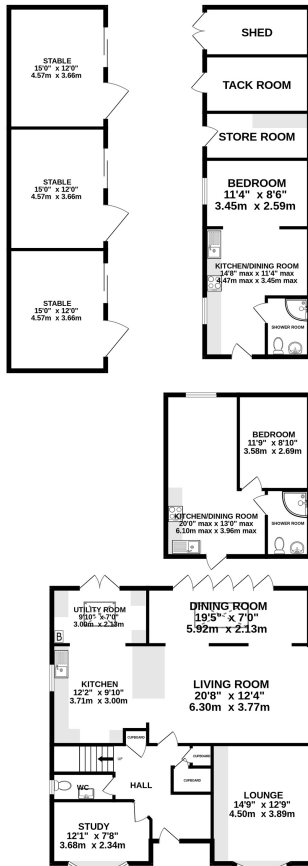 SHED
TACK ROOM
STORE ROOM
STABLE
15'0" x 12'0"
4.57m x 3.66m
STABLE
15'0" x 12'0"
4.57m x 3.66m
STABLE
15'0" x 12'0"
4.57m x 3.66m
BEDROOM
11'4" x 8'6"
3.45m x 2.59m
KITCHEN/DINING ROOM
14'8" max x 11'4" max
4.47m max x 3.45m max
SHOWER ROOM
BEDROOM
11'9" x 8'10"
3.58m x 2.69m
KITCHEN/DINING ROOM
20'0" max x 13'0" max
6.10m max x 3.96m max
SHOWER ROOM
UTILITY ROOM
9'10" x 7'0"
3.00m x 2.13m
B
DINING ROOM
19'5" x 7'0"
5.92m x 2.13m
KITCHEN
12'2" x 9'10"
3.71m x 3.00m
LIVING ROOM
20'8" x 12'4"
6.30m x 3.77m
CUPBOARD
UP
CUPBOARD
CUPBOARD
WC
HALL
LOUNGE
14'9" x 12'9"
4.50m x 3.89m
STUDY
12'1" x 7'8"
3.68m x 2.34m